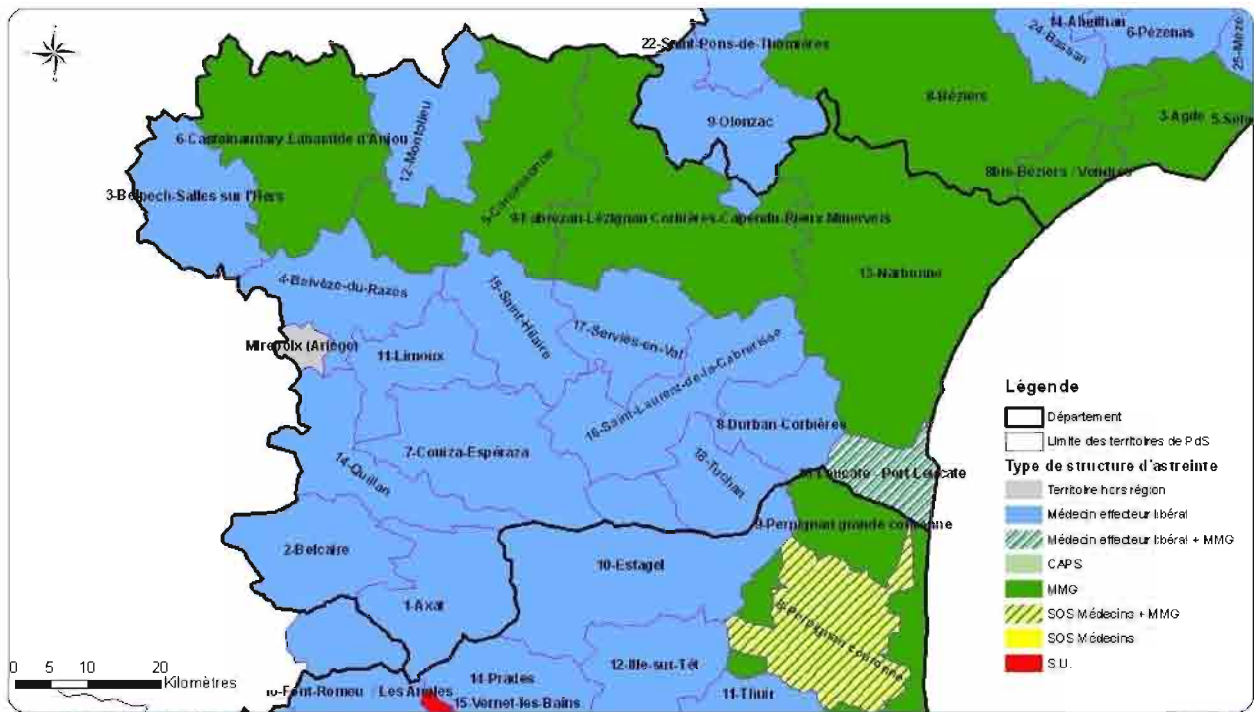 14-Abeilhan
6-Pézenas
24-Bassan
25-Mèze
22-Saint-Pons-de-Thomières
8-Béziers
3-Agde
5-Sète
9-Olonzac
8bis-Béziers / Vendres
6-Castelnaudary-Labastide d'Anjou
12-Montolieu
3-Belpech-Salles sur l'Hers
5-Carcassonne
9-Fabrezan-Lézignan Corbières-Capendu-Rieux Minervois
13-Narbonne
4-Belvèze-du-Razes
15-Saint-Hilaire
17-Serviès-en-Val
Mirepoix (Ariège)
11-Limoux
16-Saint-Laurent-de-la-Cabrerisse
8-Durban-Corbières
7-Couiza-Espéraza
18-Tuchan
14-Quillan
Leucate - Port Leucate
9-Perpignan grande couronne
2-Belcaire
10-Estagel
1-Axat
Perpignan couronne
12-Ille-sur-Têt
14-Prades
11-Thuir
16-Font-Romeu
Les Angles
15-Vernet-les-Bains
0 5 10 20
Kilomètres
Légende
Département
Limite des territoires de PdS
Type de structure d'astreinte
Territoire hors région
Médecin effecteur libéral
Médecin effecteur libéral + MMG
CAPS
MMG
SOS Médecins + MMG
SOS Médecins
S.U.